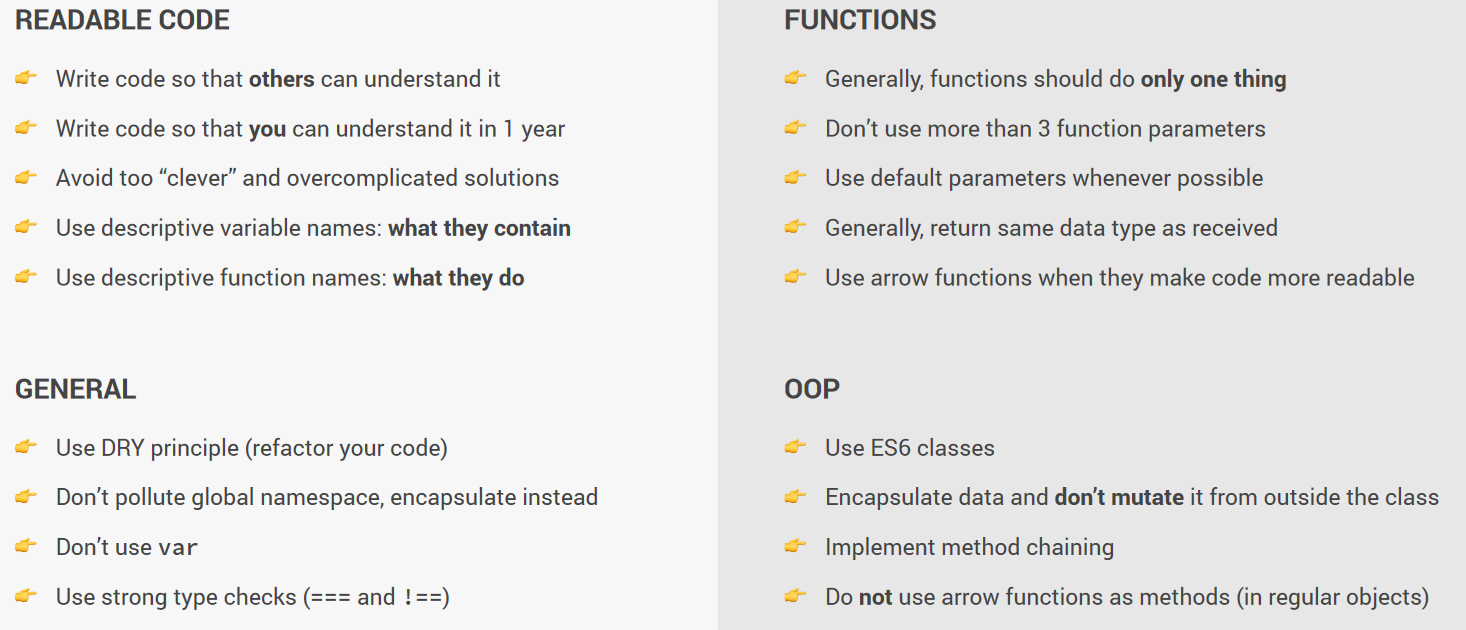 READABLE CODE
👉 Write code so that others can understand it
👉 Write code so that you can understand it in 1 year
👉 Avoid too “clever” and overcomplicated solutions
👉 Use descriptive variable names: what they contain
👉 Use descriptive function names: what they do
GENERAL
👉 Use DRY principle (refactor your code)
👉 Don’t pollute global namespace, encapsulate instead
👉 Don’t use var
👉 Use strong type checks (=== and !==)
FUNCTIONS
👉 Generally, functions should do only one thing
👉 Don’t use more than 3 function parameters
👉 Use default parameters whenever possible
👉 Generally, return same data type as received
👉 Use arrow functions when they make code more readable
OOP
👉 Use ES6 classes
👉 Encapsulate data and don’t mutate it from outside the class
👉 Implement method chaining
👉 Do not use arrow functions as methods (in regular objects)